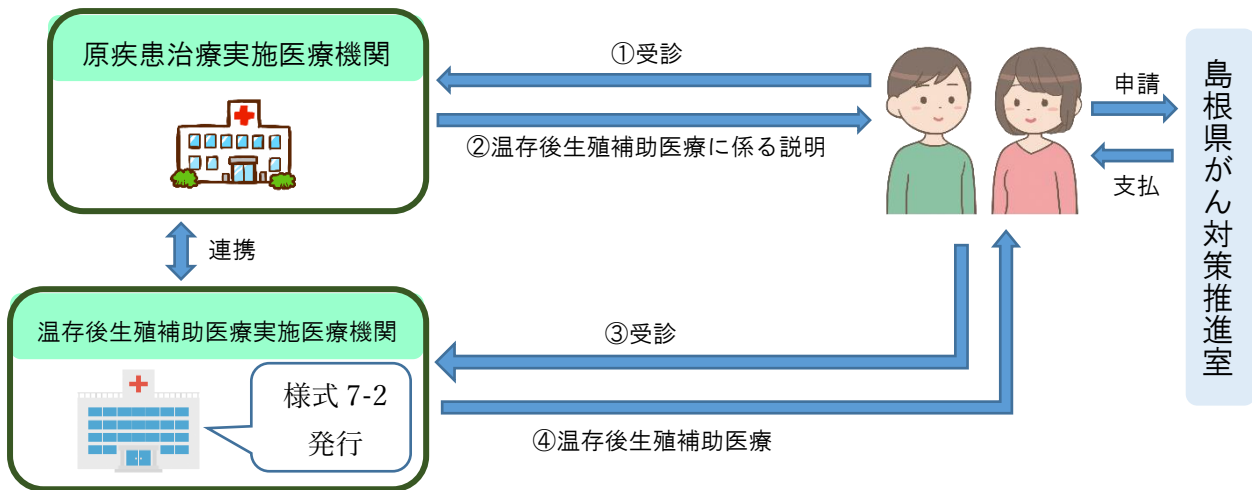 原疾患治療実施医療機関
①受診
②温存後生殖補助医療に係る説明
申請
支払
島根県がん対策推進室
連携
温存後生殖補助医療実施医療機関
様式 7-2
発行
③受診
④温存後生殖補助医療